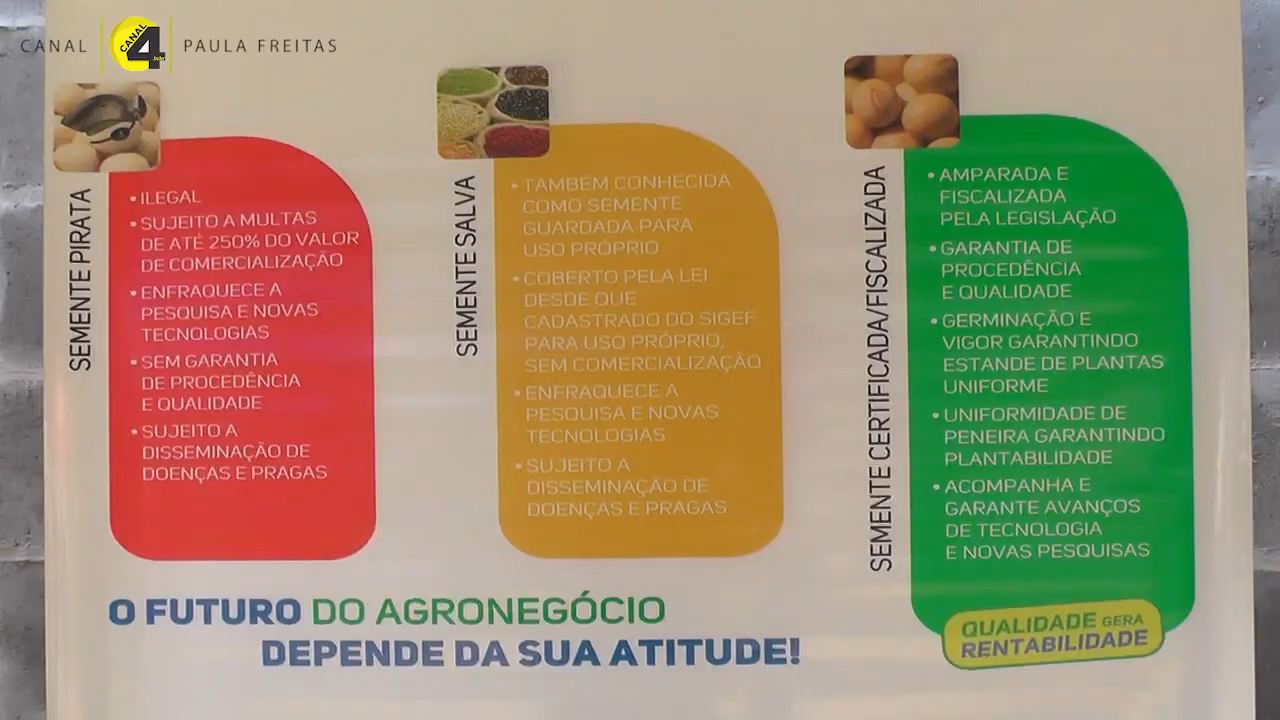 CANAL
CANAL
4
PAULA FREITAS
SEMENTE PIRATA
• ILEGAL
• SUJEITO A MULTAS
DE ATÉ 250% DO VALOR
DE COMERCIALIZAÇÃO
• ENFRAQUECE A
PESQUISA E NOVAS
TECNOLOGIAS
• SEM GARANTIA
DE PROCEDÊNCIA
E QUALIDADE
• SUJEITO A
DISSEMINAÇÃO DE
DOENÇAS E PRAGAS
SEMENTE SALVA
• TAMBÉM CONHECIDA
COMO SEMENTE
GUARDADA PARA
USO PRÓPRIO
• COBERTO PELA LEI
DESDE QUE
CADASTRADO DO SIGEF
PARA USO PRÓPRIO,
SEM COMERCIALIZAÇÃO
• ENFRAQUECE A
PESQUISA E NOVAS
TECNOLOGIAS
• SUJEITO A
DISSEMINAÇÃO DE
DOENÇAS E PRAGAS
SEMENTE CERTIFICADA/FISCALIZADA
• AMPARADA E
FISCALIZADA
PELA LEGISLAÇÃO
• GARANTIA DE
PROCEDÊNCIA
E QUALIDADE
• GERMINAÇÃO E
VIGOR GARANTINDO
ESTANDE DE PLANTAS
UNIFORME
• UNIFORMIDADE DE
PENEIRA GARANTINDO
PLANTABILIDADE
• ACOMPANHA E
GARANTE AVANÇOS
DE TECNOLOGIA
E NOVAS PESQUISAS
QUALIDADE GERA
RENTABILIDADE
O FUTURO DO AGRONEGÓCIO
DEPENDE DA SUA ATITUDE!